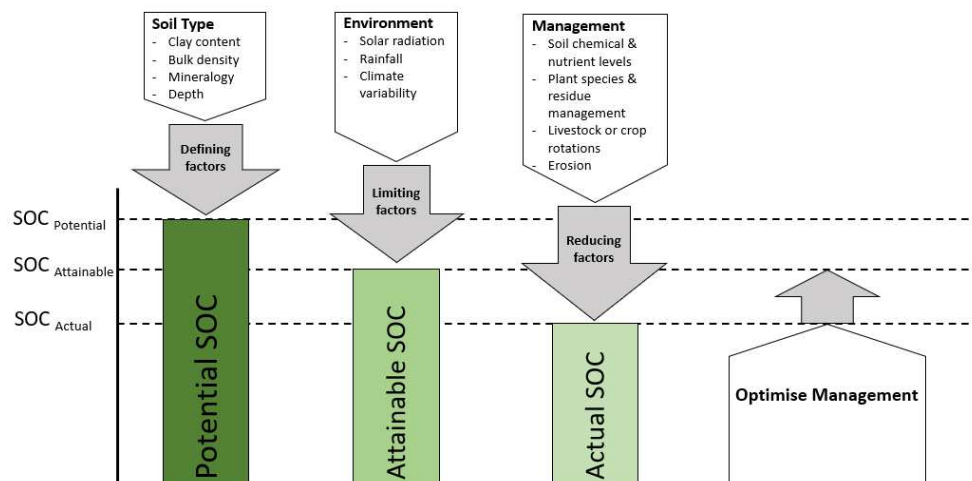 Soil Type
- Clay content
- Bulk density
- Mineralogy
- Depth
Environment
- Solar radiation
- Rainfall
- Climate
variability
Management
- Soil chemical &
nutrient levels
- Plant species &
residue
management
- Livestock or crop
rotations
- Erosion
Defining
factors
Limiting
factors
Reducing
factors
SOC Potential
SOC Attainable
SOC Actual
Potential SOC
Attainable SOC
Actual SOC
Optimise Management